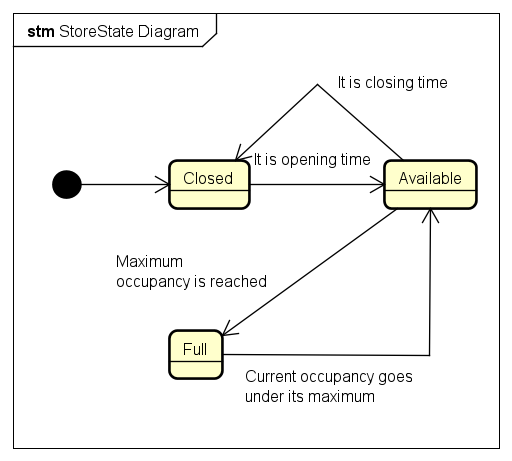 stm StoreState Diagram
It is closing time
It is opening time
Closed
Available
Maximum
occupancy is reached
Full
Current occupancy goes
under its maximum